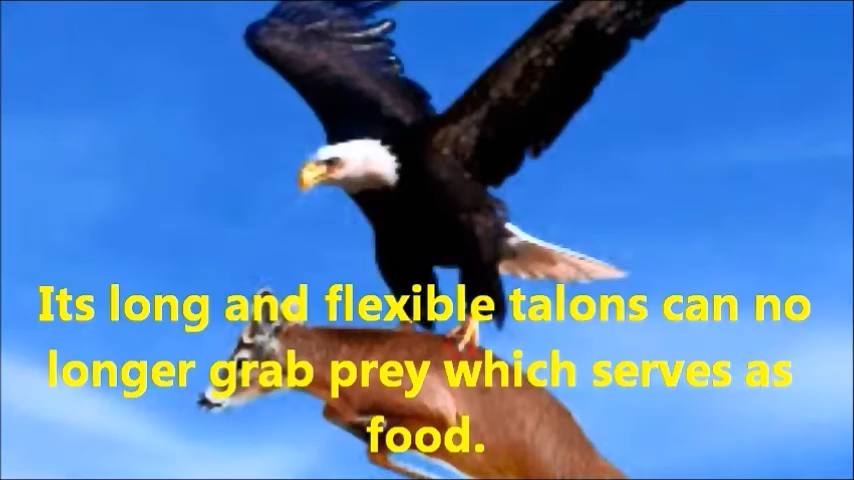 Its long and flexible talons can no
longer grab prey which serves as
food.